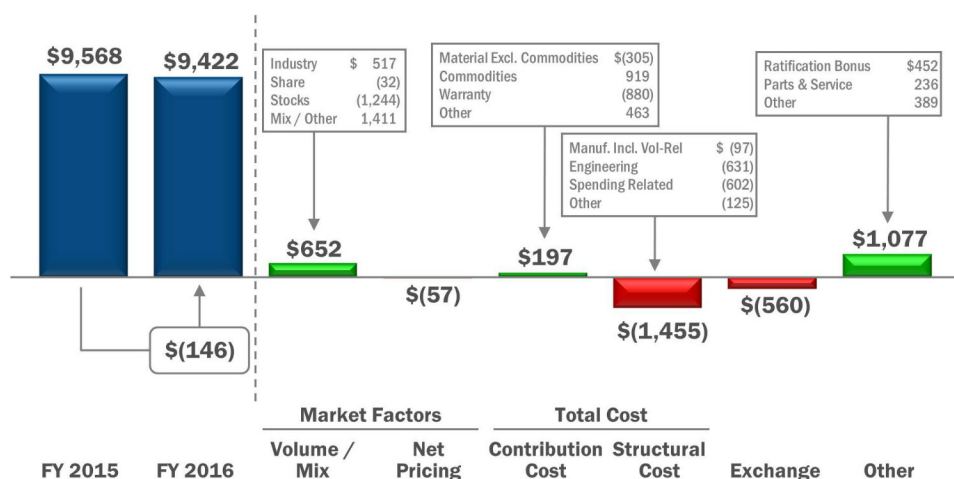 $9,568
$9,422
Industry $ 517
Share (32)
Stocks (1,244)
Mix / Other 1,411
Material Excl. Commodities $(305)
Commodities 919
Warranty (880)
Other 463
Ratification Bonus $452
Parts & Service 236
Other 389
Manuf. Incl. Vol-Rel $ (97)
Engineering (631)
Spending Related (602)
Other (125)
$652
$(57)
$197
$(1,455)
$(560)
$1,077
$(146)
Market Factors
Total Cost
FY 2015
FY 2016
Volume /
Mix
Net
Pricing
Contribution
Cost
Structural
Cost
Exchange
Other